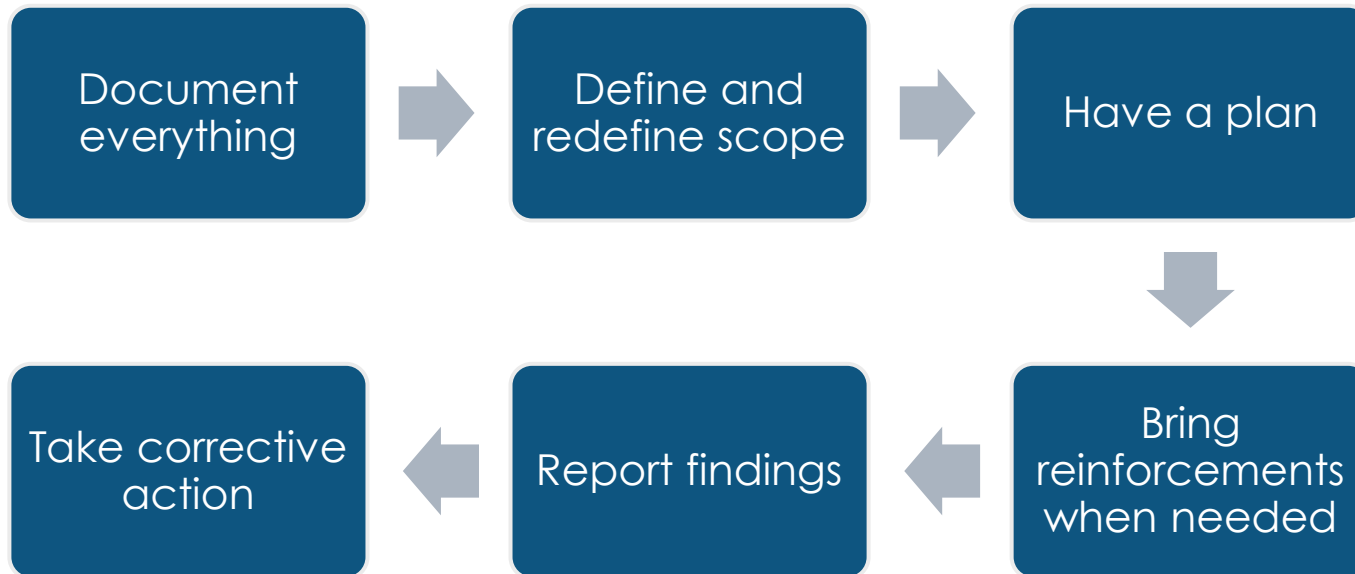 Document
everything
Define and
redefine scope
Have a plan
Bring
reinforcements
when needed
Report findings
Take corrective
action